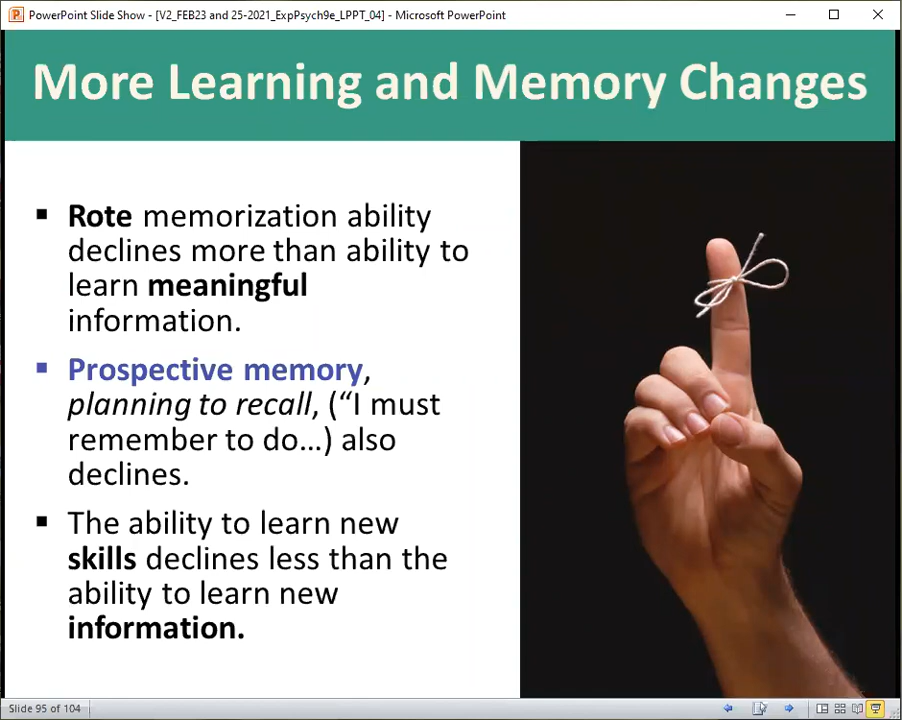 PowerPoint Slide Show - [V2_FEB23 and 25-2021_ExpPsych9e_LPPT_04] - Microsoft PowerPoint
More Learning and Memory Changes
▪ Rote memorization ability
declines more than ability to
learn meaningful
information.
▪ Prospective memory,
planning to recall, (“I must
remember to do…) also
declines.
▪ The ability to learn new
skills declines less than the
ability to learn new
information.
Slide 95 of 104